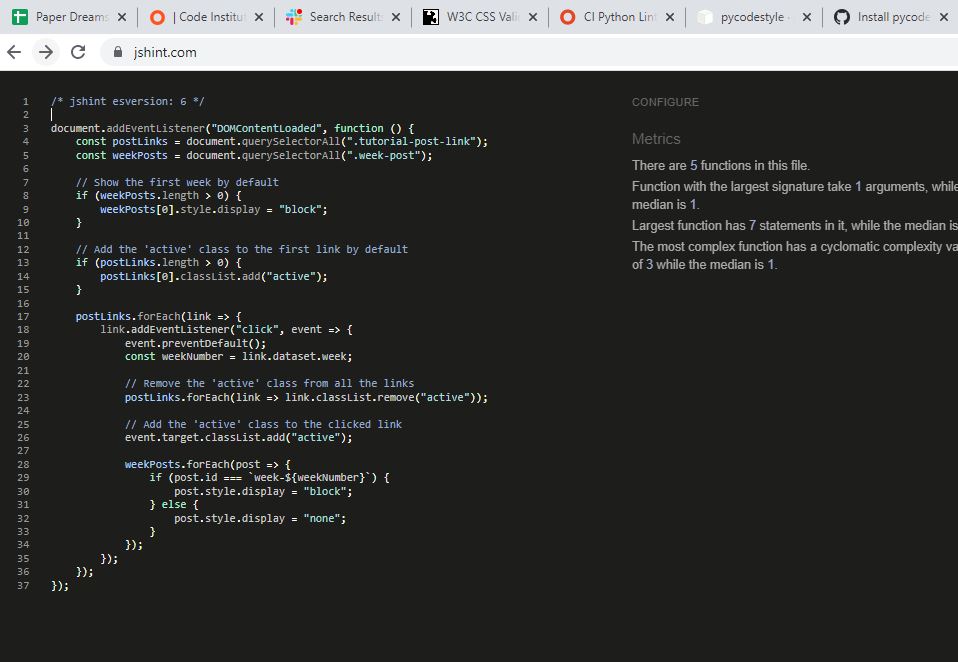 Paper Dreams
| Code Institu
Search Results
W3C CSS Vali
CI Python Lint
pycodestyle -
Install pycode
jshint.com
1 /* jshint esversion: 6 */
2
3 document.addEventListener("DOMContentLoaded", function () {
4 const postLinks = document.querySelectorAll(".tutorial-post-link");
5 const weekPosts = document.querySelectorAll(".week-post");
6
7 // Show the first week by default
8 if (weekPosts.length > 0) {
9 weekPosts[0].style.display = "block";
10 }
11
12 // Add the 'active' class to the first link by default
13 if (postLinks.length > 0) {
14 postLinks[0].classList.add("active");
15 }
16
17 postLinks.forEach(link => {
18 link.addEventListener("click", event => {
19 event.preventDefault();
20 const weekNumber = link.dataset.week;
21
22 // Remove the 'active' class from all the links
23 postLinks.forEach(link => link.classList.remove("active"));
24
25 // Add the 'active' class to the clicked link
26 event.target.classList.add("active");
27
28 weekPosts.forEach(post => {
29 if (post.id === `week-${weekNumber}`) {
30 post.style.display = "block";
31 } else {
32 post.style.display = "none";
33 }
34 });
35 });
36 });
37 });
CONFIGURE
Metrics
There are 5 functions in this file.
Function with the largest signature take 1 arguments, while
median is 1.
Largest function has 7 statements in it, while the median is
The most complex function has a cyclomatic complexity va
of 3 while the median is 1.